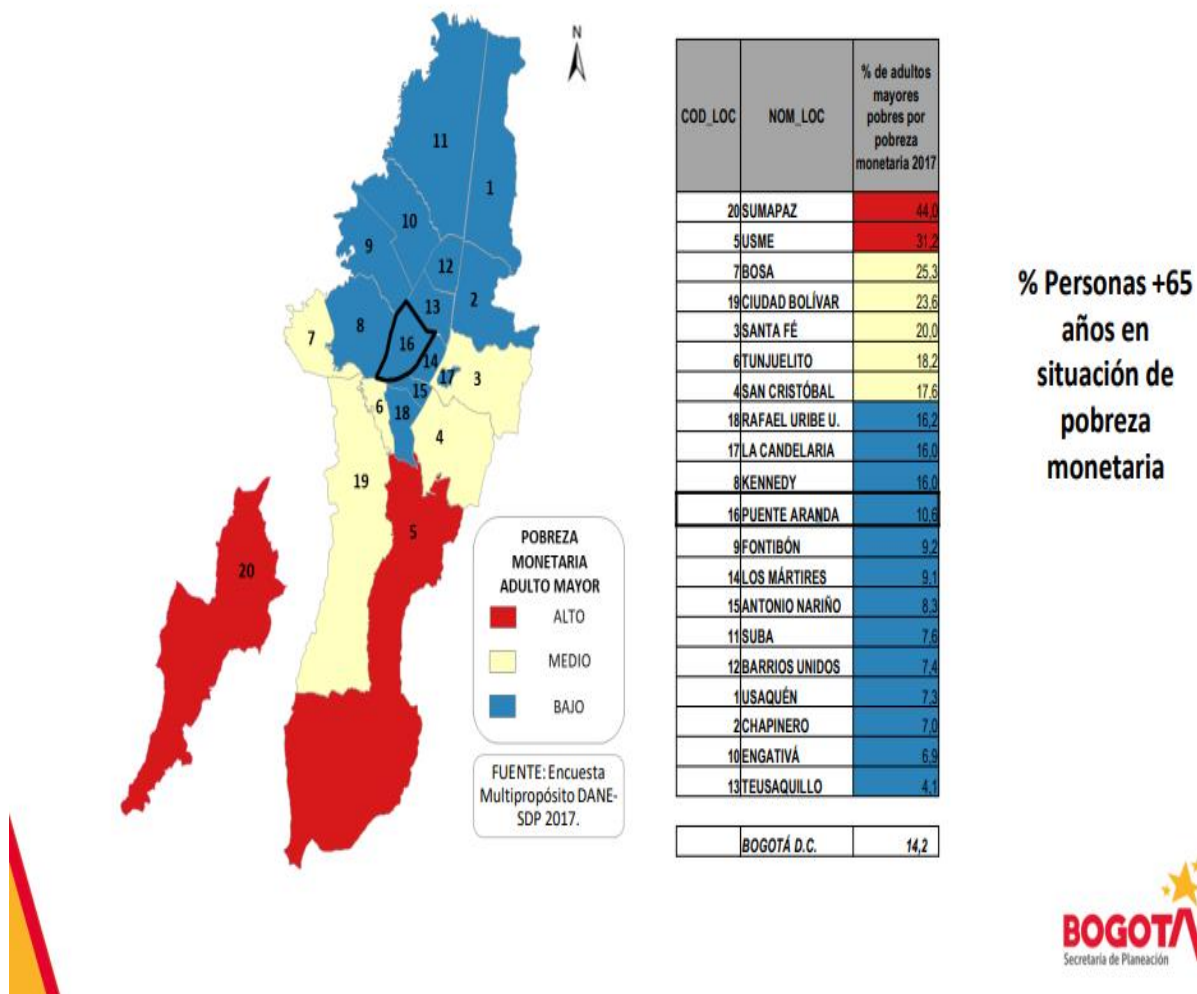 N
11
1
10
9
12
2
13
8
7
16
14
17
3
15
6
18
4
19
5
20
POBREZA
MONETARIA
ADULTO MAYOR
ALTO
MEDIO
BAJO
FUENTE: Encuesta
Multipropósito DANE-
SDP 2017.
COD_LOC NOM_LOC % de adultos
mayores
pobres por
pobreza
monetaria 2017
20 SUMAPAZ 44,0
5 USME 31,2
7 BOSA 25,3
19 CIUDAD BOLÍVAR 23,6
3 SANTA FÉ 20,0
6 TUNJUELITO 18,2
4 SAN CRISTÓBAL 17,6
18 RAFAEL URIBE U. 16,2
17 LA CANDELARIA 16,0
8 KENNEDY 16,0
16 PUENTE ARANDA 10,6
9 FONTIBÓN 9,2
14 LOS MÁRTIRES 9,1
15 ANTONIO NARIÑO 8,3
11 SUBA 7,6
12 BARRIOS UNIDOS 7,4
1 USAQUÉN 7,3
2 CHAPINERO 7,0
10 ENGATIVÁ 6,9
13 TEUSAQUILLO 4,1
BOGOTÁ D.C. 14,2
% Personas +65
años en
situación de
pobreza
monetaria
BOGOTÁ
Secretaría de Planeación